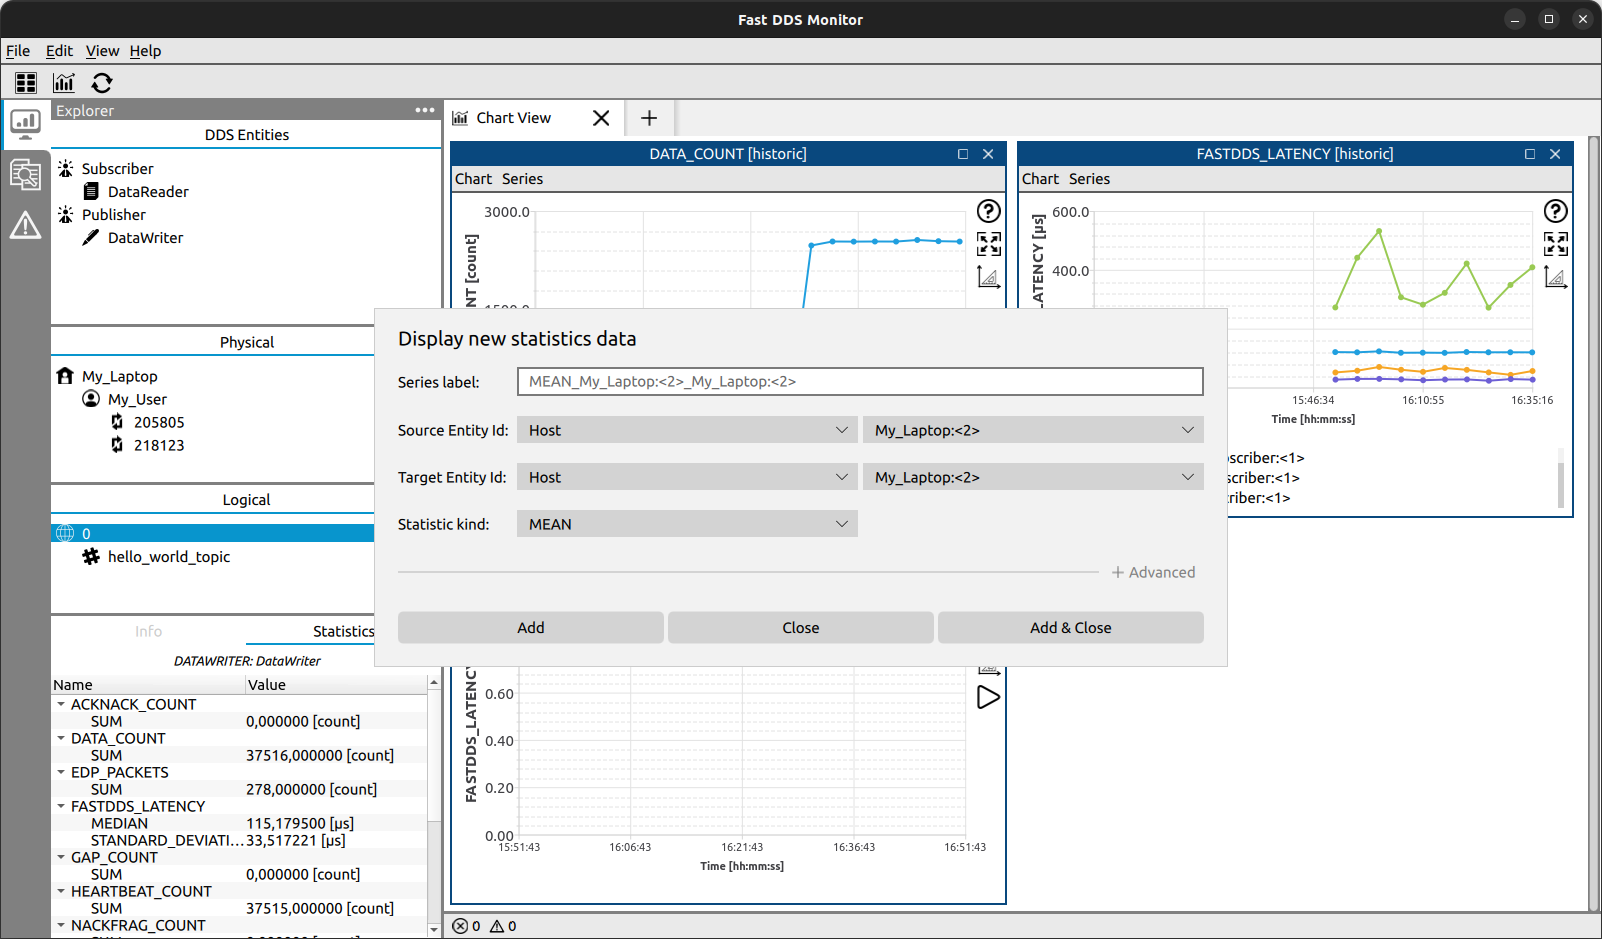 Fast DDS Monitor
File Edit View Help
Explorer
DDS Entities
Subscriber
DataReader
Publisher
DataWriter
Physical
My_Laptop
My_User
205805
218123
Logical
0
hello_world_topic
Info Statistics
DATAWRITER: DataWriter
Name Value
ACKNACK_COUNT
SUM 0,000000 [count]
DATA_COUNT
SUM 37516,000000 [count]
EDP_PACKETS
SUM 278,000000 [count]
FASTDDS_LATENCY
MEDIAN 115,179500 [µs]
STANDARD_DEVIATI... 33,517221 [µs]
GAP_COUNT
SUM 0,000000 [count]
HEARTBEAT_COUNT
SUM 37515,000000 [count]
NACKFRAG_COUNT
Chart View
DATA_COUNT [historic]
Chart Series
3000.0
1500.0
NT [count]
FASTDDS_LATENCY [historic]
Chart Series
600.0
400.0
LATENCY [µs]
15:46:34 16:10:55 16:35:16
Time [hh:mm:ss]
scriber:<1>
scriber:<1>
riber:<1>
Display new statistics data
Series label: MEAN_My_Laptop:<2>_My_Laptop:<2>
Source Entity Id: Host My_Laptop:<2>
Target Entity Id: Host My_Laptop:<2>
Statistic kind: MEAN
+ Advanced
Add Close Add & Close
FASTDDS_LATENCY
0.60
0.40
0.20
0.00
15:51:43 16:06:43 16:21:43 16:36:43 16:51:43
Time [hh:mm:ss]
0 0